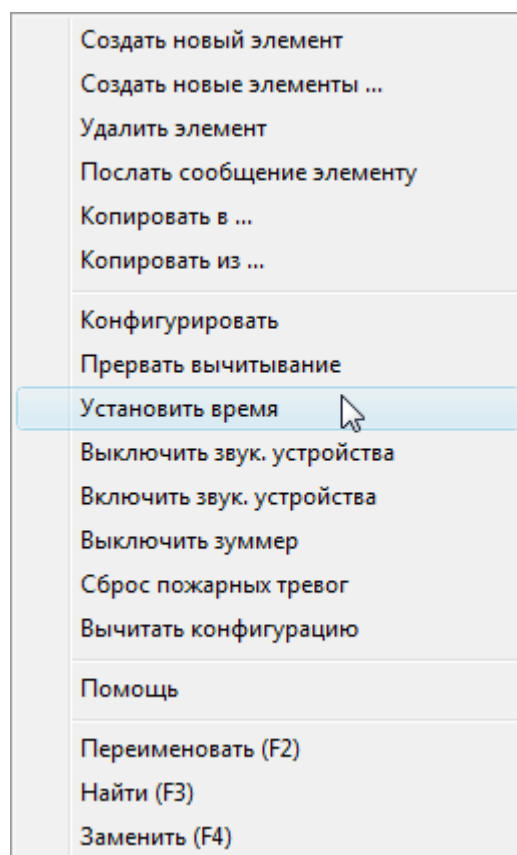 Создать новый элемент
Создать новые элементы ...
Удалить элемент
Послать сообщение элементу
Копировать в ...
Копировать из ...
Конфигурировать
Прервать вычитывание
Установить время
Выключить звук. устройства
Включить звук. устройства
Выключить зуммер
Сброс пожарных тревог
Вычитать конфигурацию
Помощь
Переименовать (F2)
Найти (F3)
Заменить (F4)